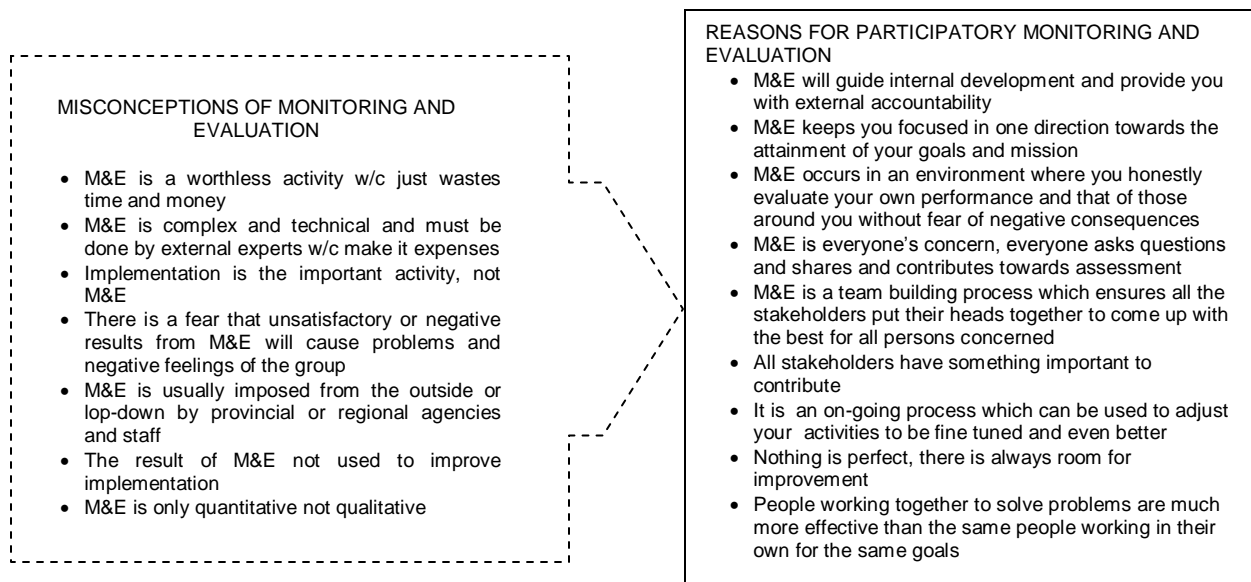 MISCONCEPTIONS OF MONITORING AND
EVALUATION
• M&E is a worthless activity w/c just wastes
time and money
• M&E is complex and technical and must be
done by external experts w/c make it expenses
• Implementation is the important activity, not
M&E
• There is a fear that unsatisfactory or negative
results from M&E will cause problems and
negative feelings of the group
• M&E is usually imposed from the outside or
lop-down by provincial or regional agencies
and staff
• The result of M&E not used to improve
implementation
• M&E is only quantitative not qualitative
REASONS FOR PARTICIPATORY MONITORING AND
EVALUATION
• M&E will guide internal development and provide you
with external accountability
• M&E keeps you focused in one direction towards the
attainment of your goals and mission
• M&E occurs in an environment where you honestly
evaluate your own performance and that of those
around you without fear of negative consequences
• M&E is everyone’s concern, everyone asks questions
and shares and contributes towards assessment
• M&E is a team building process which ensures all the
stakeholders put their heads together to come up with
the best for all persons concerned
• All stakeholders have something important to
contribute
• It is an on-going process which can be used to adjust
your activities to be fine tuned and even better
• Nothing is perfect, there is always room for
improvement
• People working together to solve problems are much
more effective than the same people working in their
own for the same goals